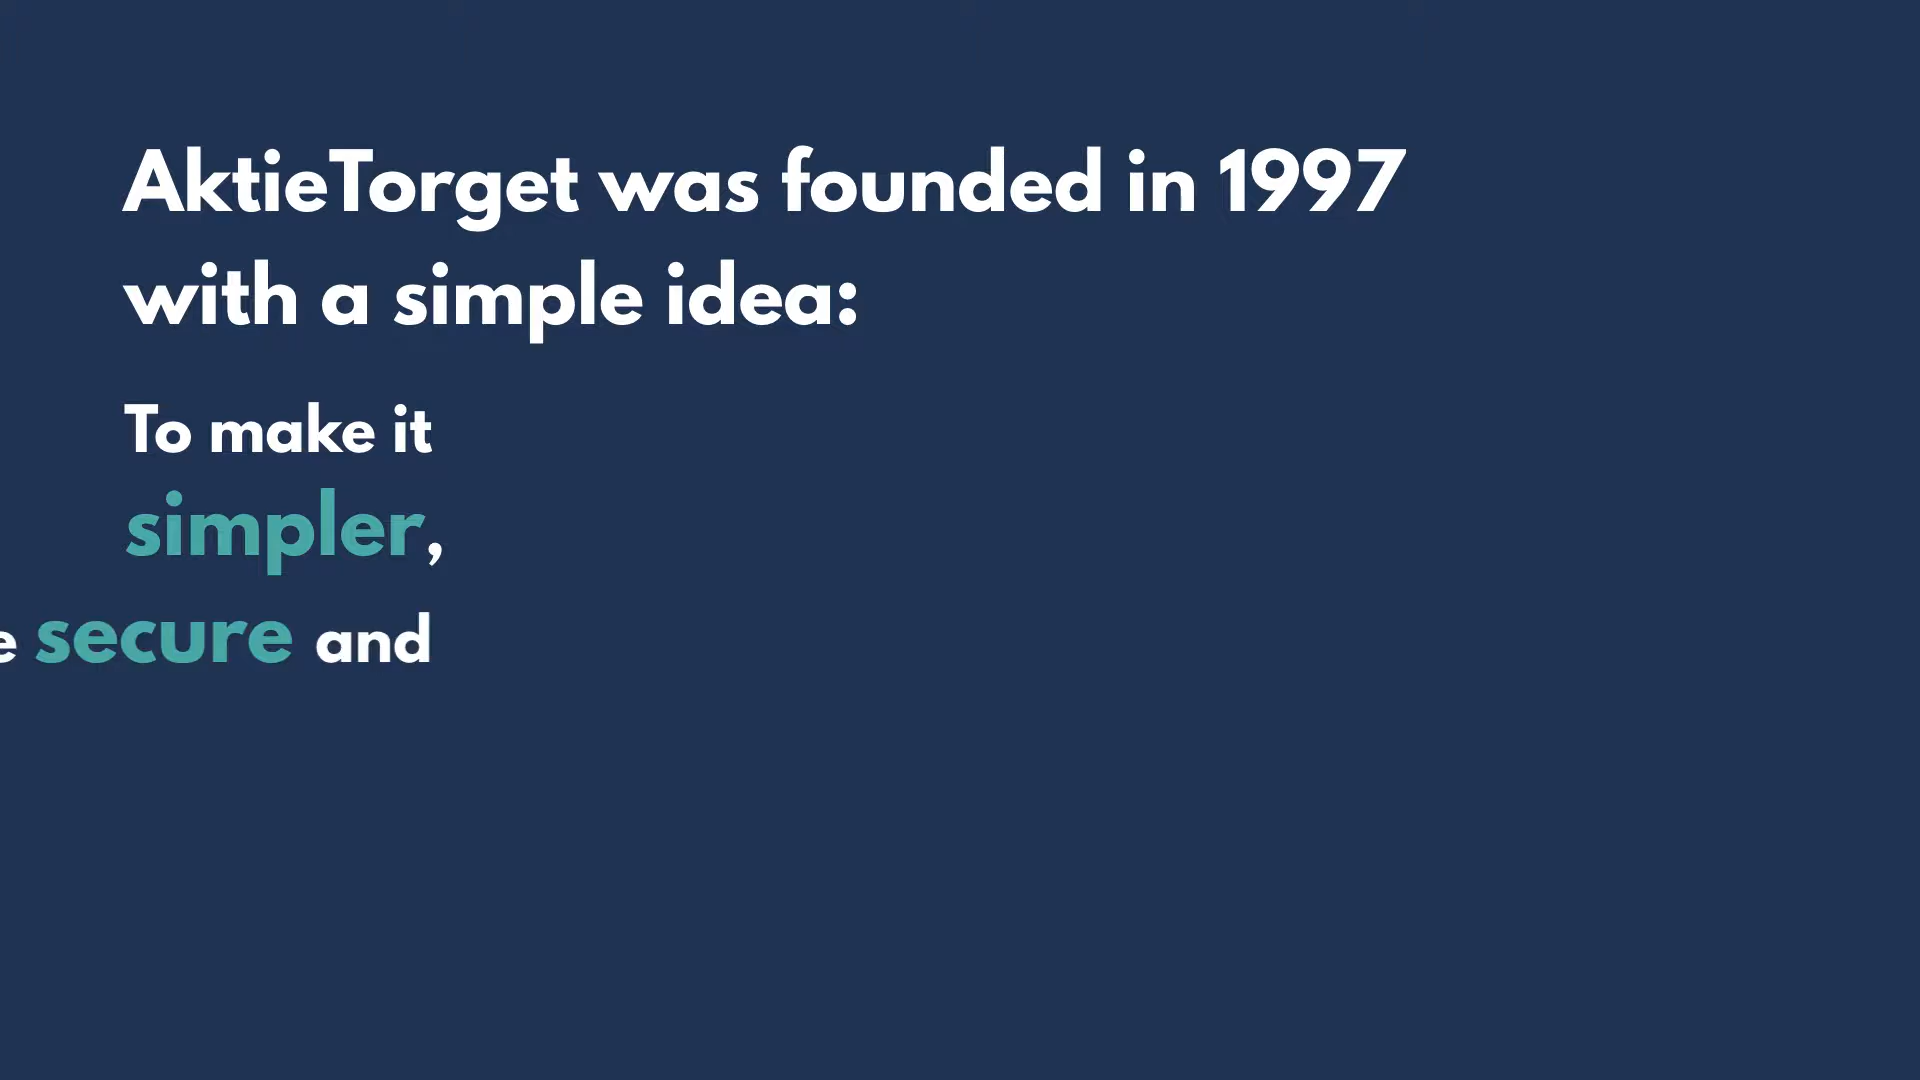 AktieTorget was founded in 1997
with a simple idea:
To make it
simpler,
secure and